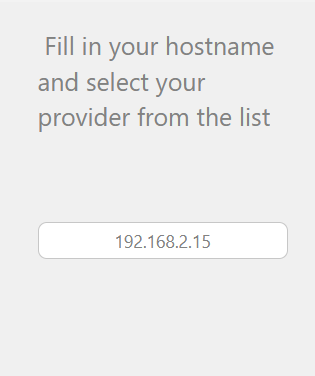 Fill in your hostname
and select your
provider from the list
192.168.2.15